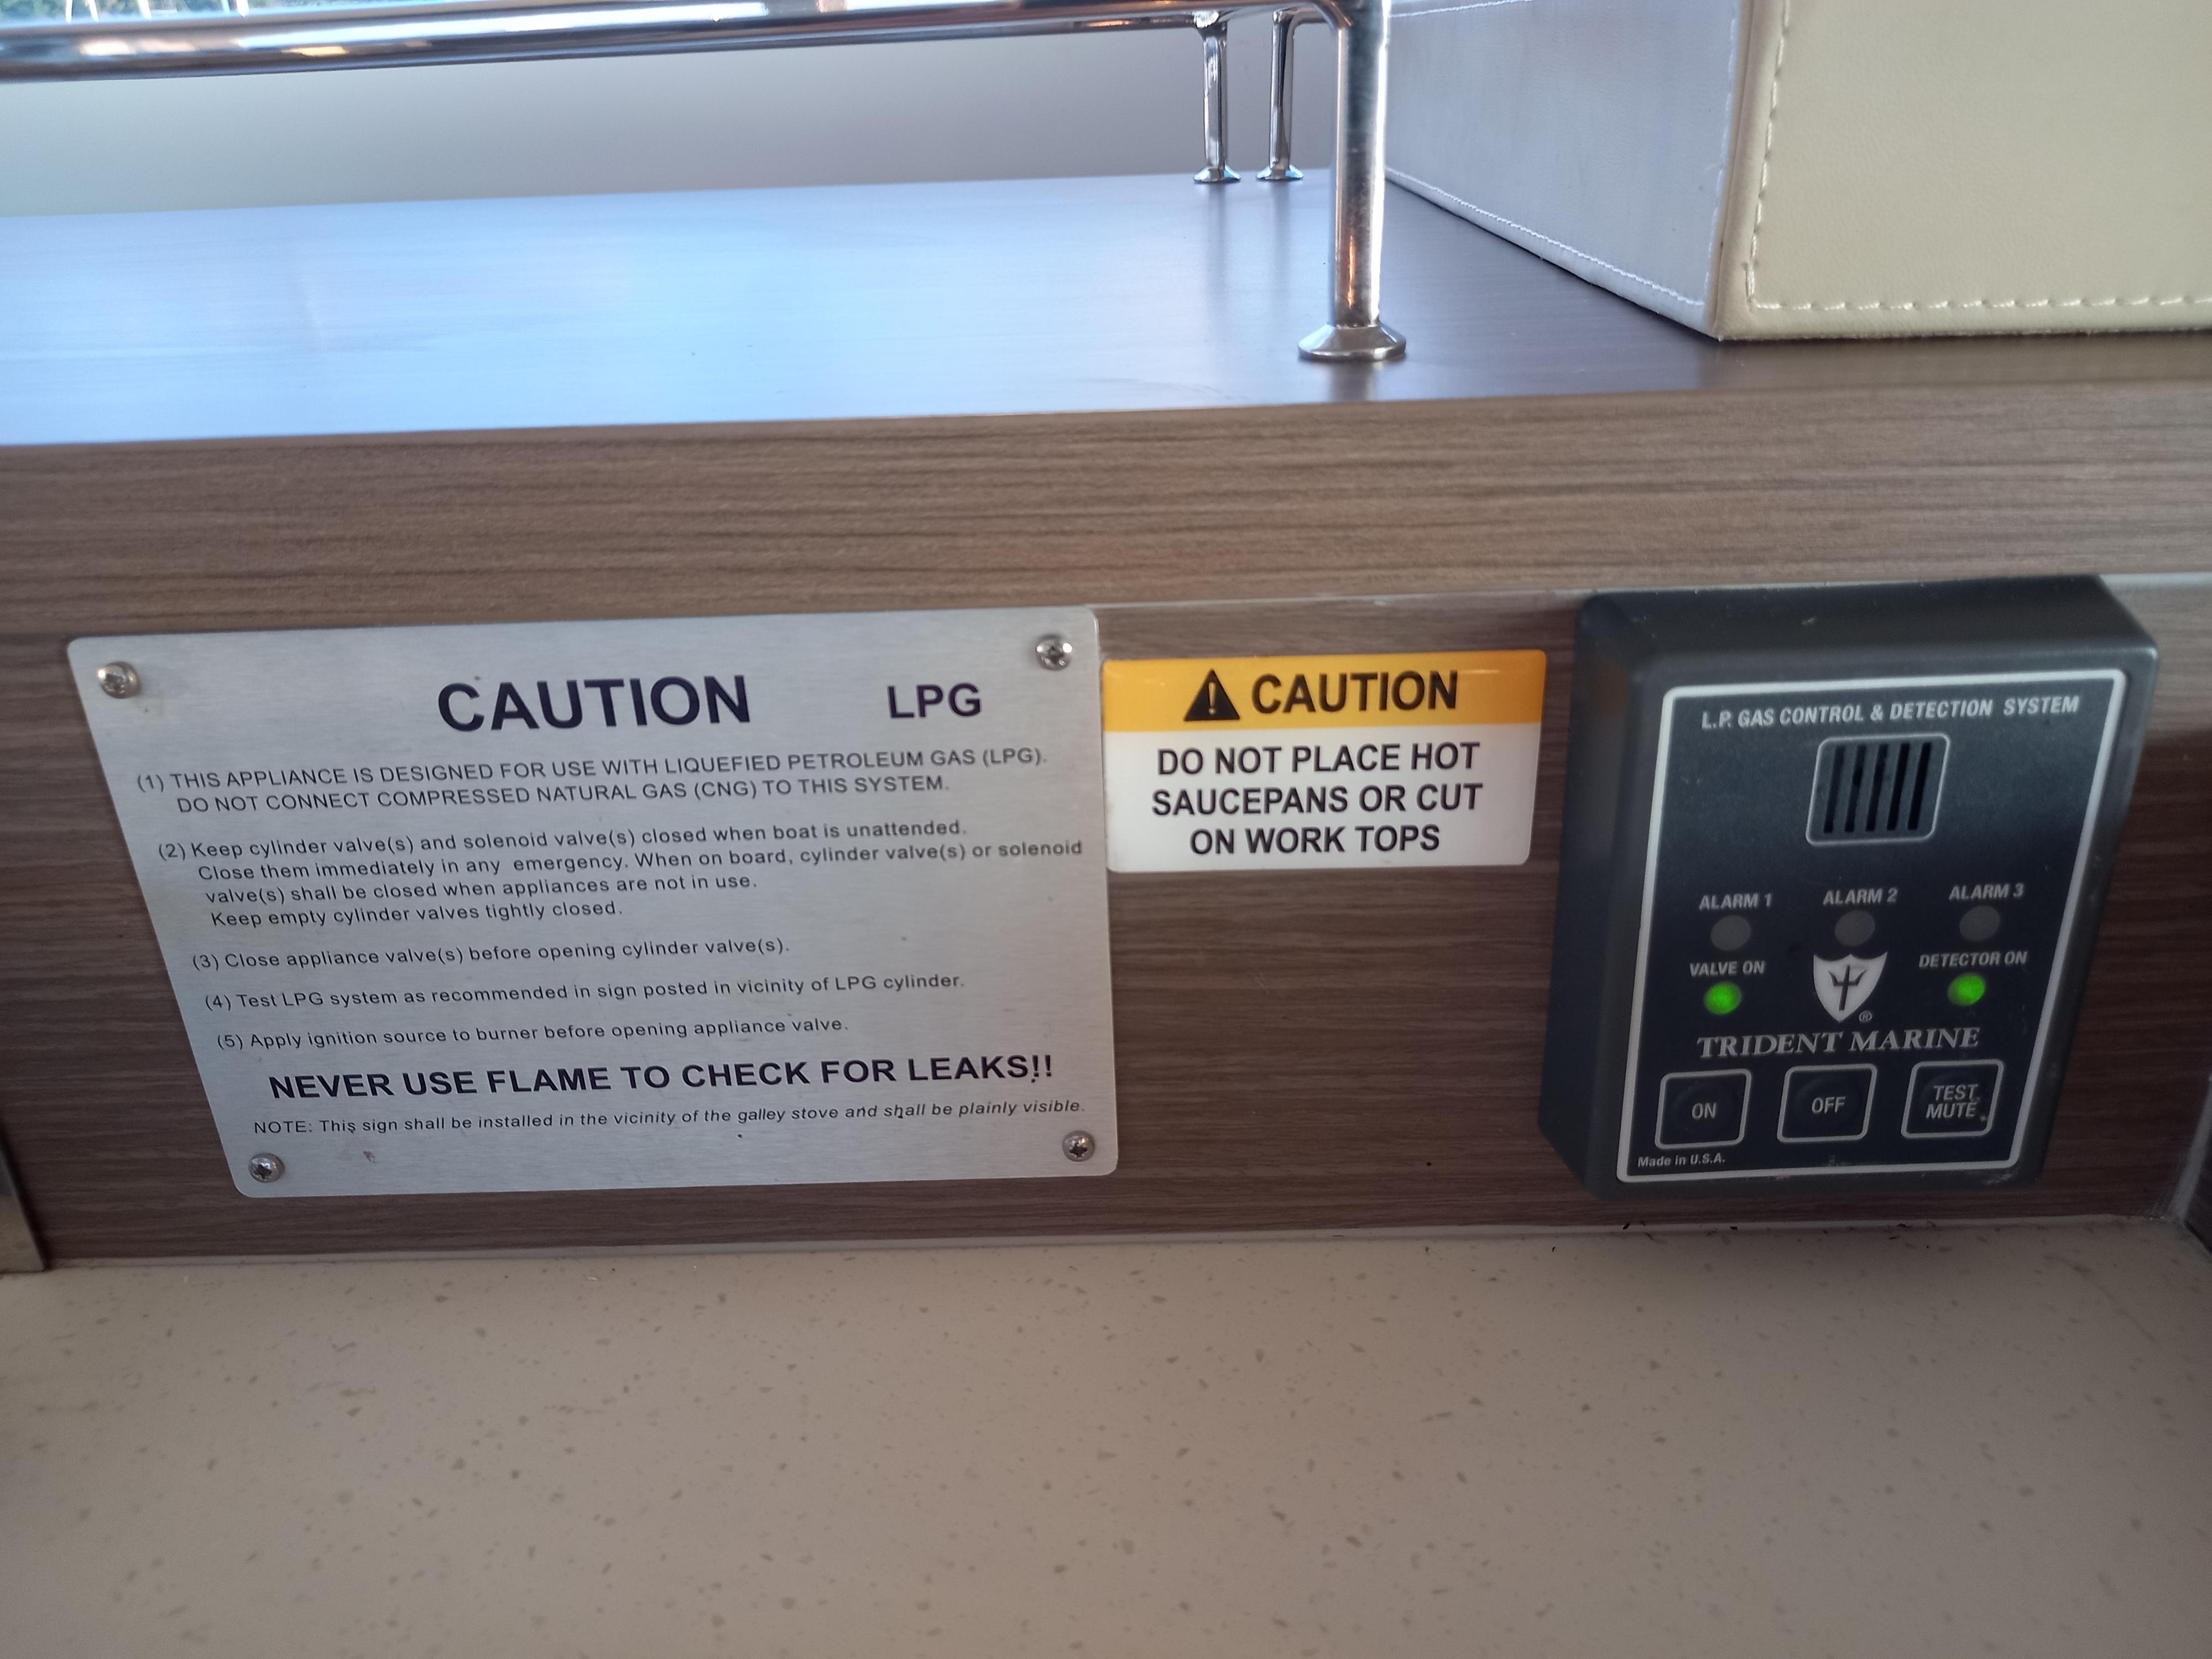 CAUTION LPG
(1) THIS APPLIANCE IS DESIGNED FOR USE WITH LIQUEFIED PETROLEUM GAS (LPG).
DO NOT CONNECT COMPRESSED NATURAL GAS (CNG) TO THIS SYSTEM.
(2) Keep cylinder valve(s) and solenoid valve(s) closed when boat is unattended.
Close them immediately in any emergency. When on board, cylinder valve(s) or solenoid
valve(s) shall be closed when appliances are not in use.
Keep empty cylinder valves tightly closed.
(3) Close appliance valve(s) before opening cylinder valve(s).
(4) Test LPG system as recommended in sign posted in vicinity of LPG cylinder.
(5) Apply ignition source to burner before opening appliance valve.
NEVER USE FLAME TO CHECK FOR LEAKS!!
NOTE: This sign shall be installed in the vicinity of the galley stove and shall be plainly visible.
CAUTION
DO NOT PLACE HOT
SAUCEPANS OR CUT
ON WORK TOPS
L.P. GAS CONTROL & DETECTION SYSTEM
ALARM 1 ALARM 2 ALARM 3
VALVE ON DETECTOR ON
®
TRIDENT MARINE
ON OFF TEST
MUTE
Made in U.S.A.